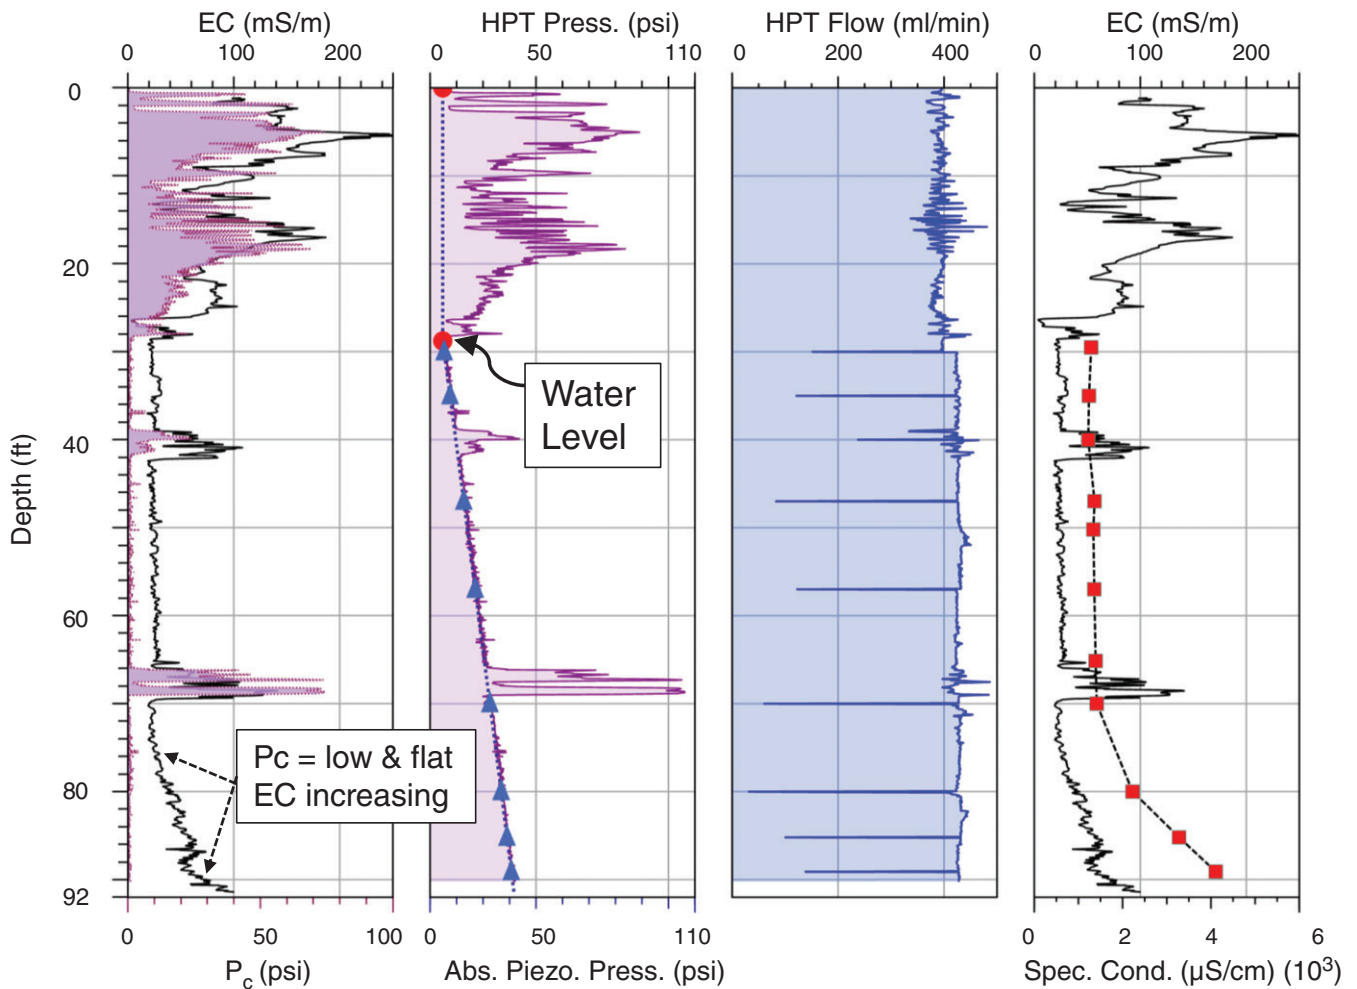 EC (mS/m)
HPT Press. (psi)
HPT Flow (ml/min)
EC (mS/m)
0 100 200
0 50 110
0 200 400
0 100 200
Depth (ft)
0
20
40
60
80
92
Water
Level
Pc = low & flat
EC increasing
0 50 100
0 50 110
0 2 4 6
Pc (psi)
Abs. Piezo. Press. (psi)
Spec. Cond. (µS/cm) (10³)